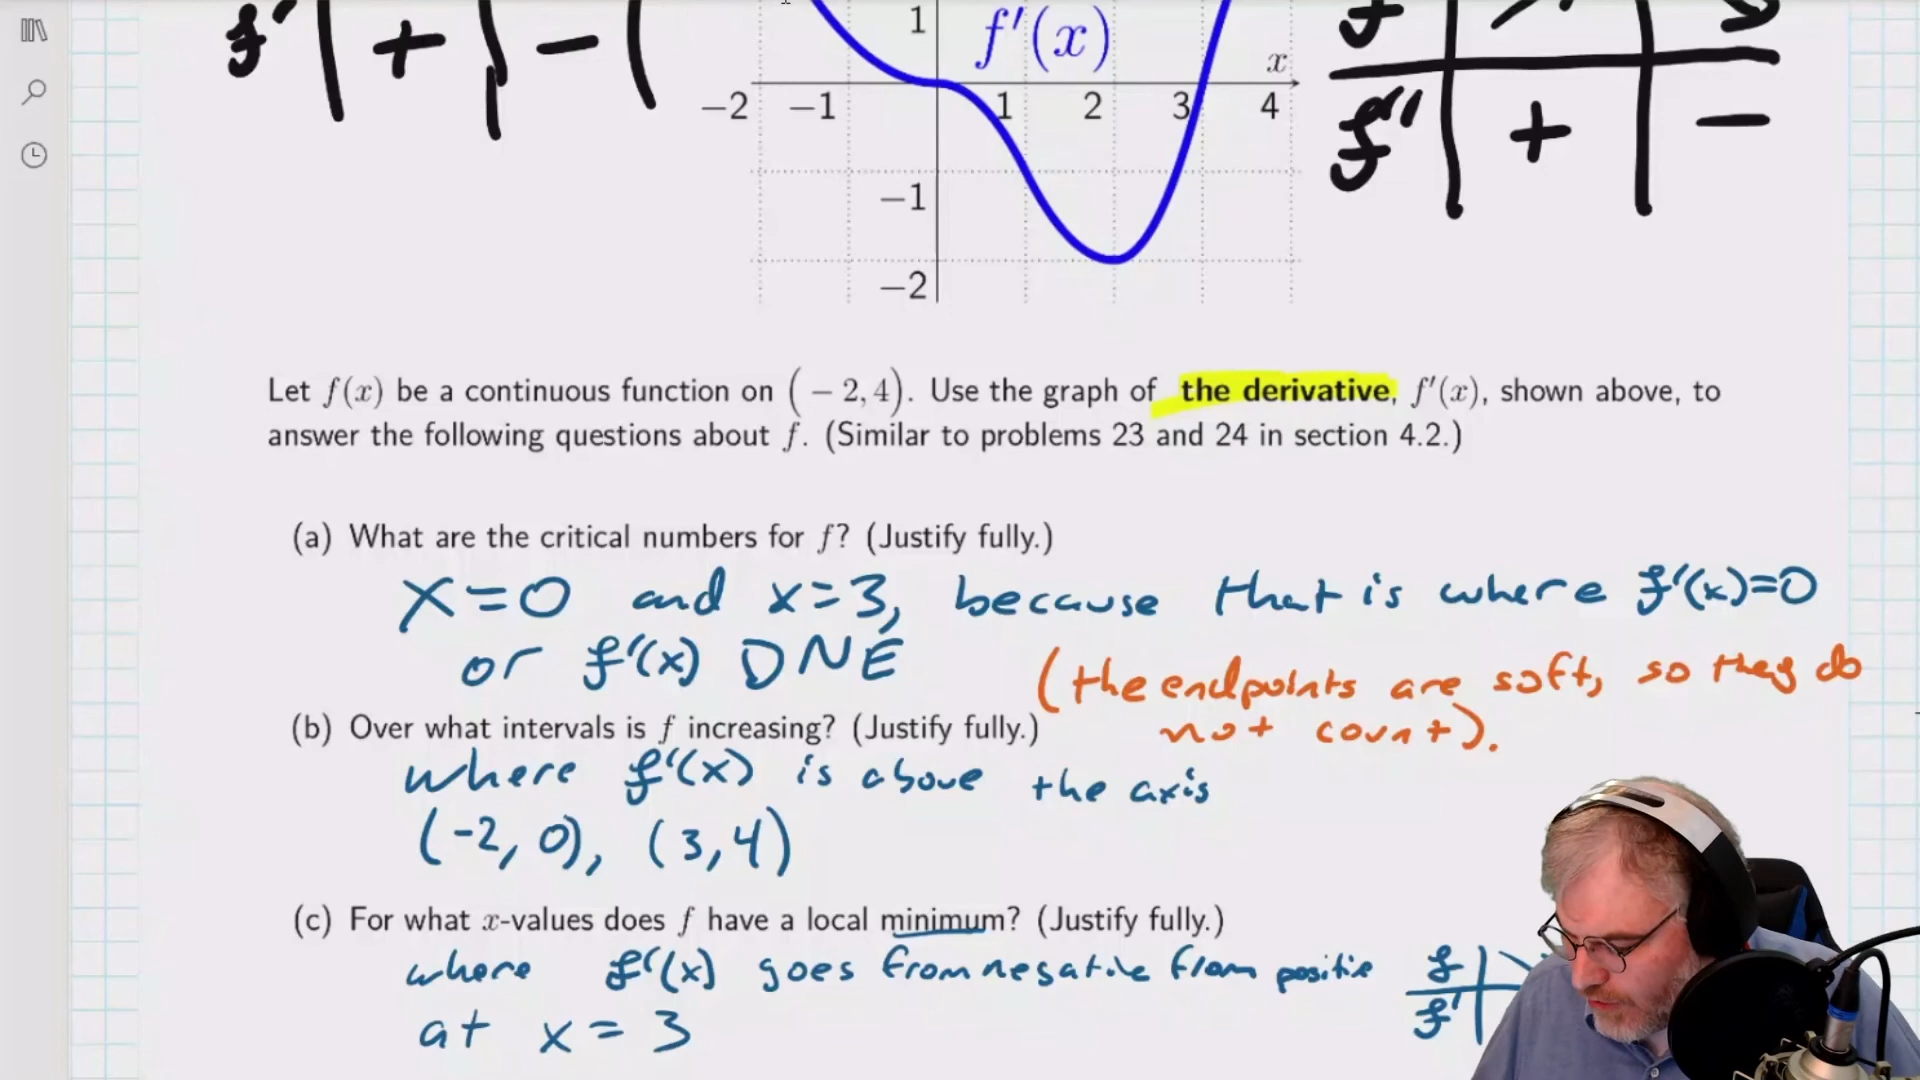 f' | + | − |
1
f'(x)
x
−2 −1 1 2 3 4
−1
−2
f''| + | −
Let f(x) be a continuous function on (−2, 4). Use the graph of the derivative, f'(x), shown above, to
answer the following questions about f. (Similar to problems 23 and 24 in section 4.2.)
(a) What are the critical numbers for f? (Justify fully.)
x=0 and x=3, because that is where f'(x)=0
or f'(x) DNE
(the endpoints are soft, so they do
not count).
(b) Over what intervals is f increasing? (Justify fully.)
where f'(x) is above the axis
(-2, 0), (3,4)
(c) For what x-values does f have a local minimum? (Justify fully.)
where f'(x) goes from negative from positive
at x = 3
f
f'